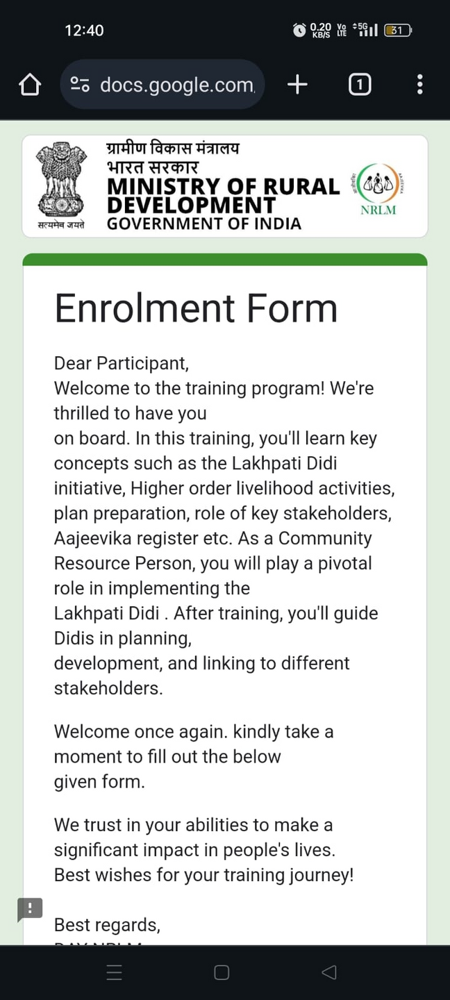 12:40
0.20 KB/S Vo LTE 5G 31
docs.google.com
1
ग्रामीण विकास मंत्रालय
भारत सरकार
MINISTRY OF RURAL
DEVELOPMENT
GOVERNMENT OF INDIA
सत्यमेव जयते
NRLM
Enrolment Form
Dear Participant,
Welcome to the training program! We're
thrilled to have you
on board. In this training, you'll learn key
concepts such as the Lakhpati Didi
initiative, Higher order livelihood activities,
plan preparation, role of key stakeholders,
Aajeevika register etc. As a Community
Resource Person, you will play a pivotal
role in implementing the
Lakhpati Didi . After training, you'll guide
Didis in planning,
development, and linking to different
stakeholders.
Welcome once again. kindly take a
moment to fill out the below
given form.
We trust in your abilities to make a
significant impact in people's lives.
Best wishes for your training journey!
Best regards,